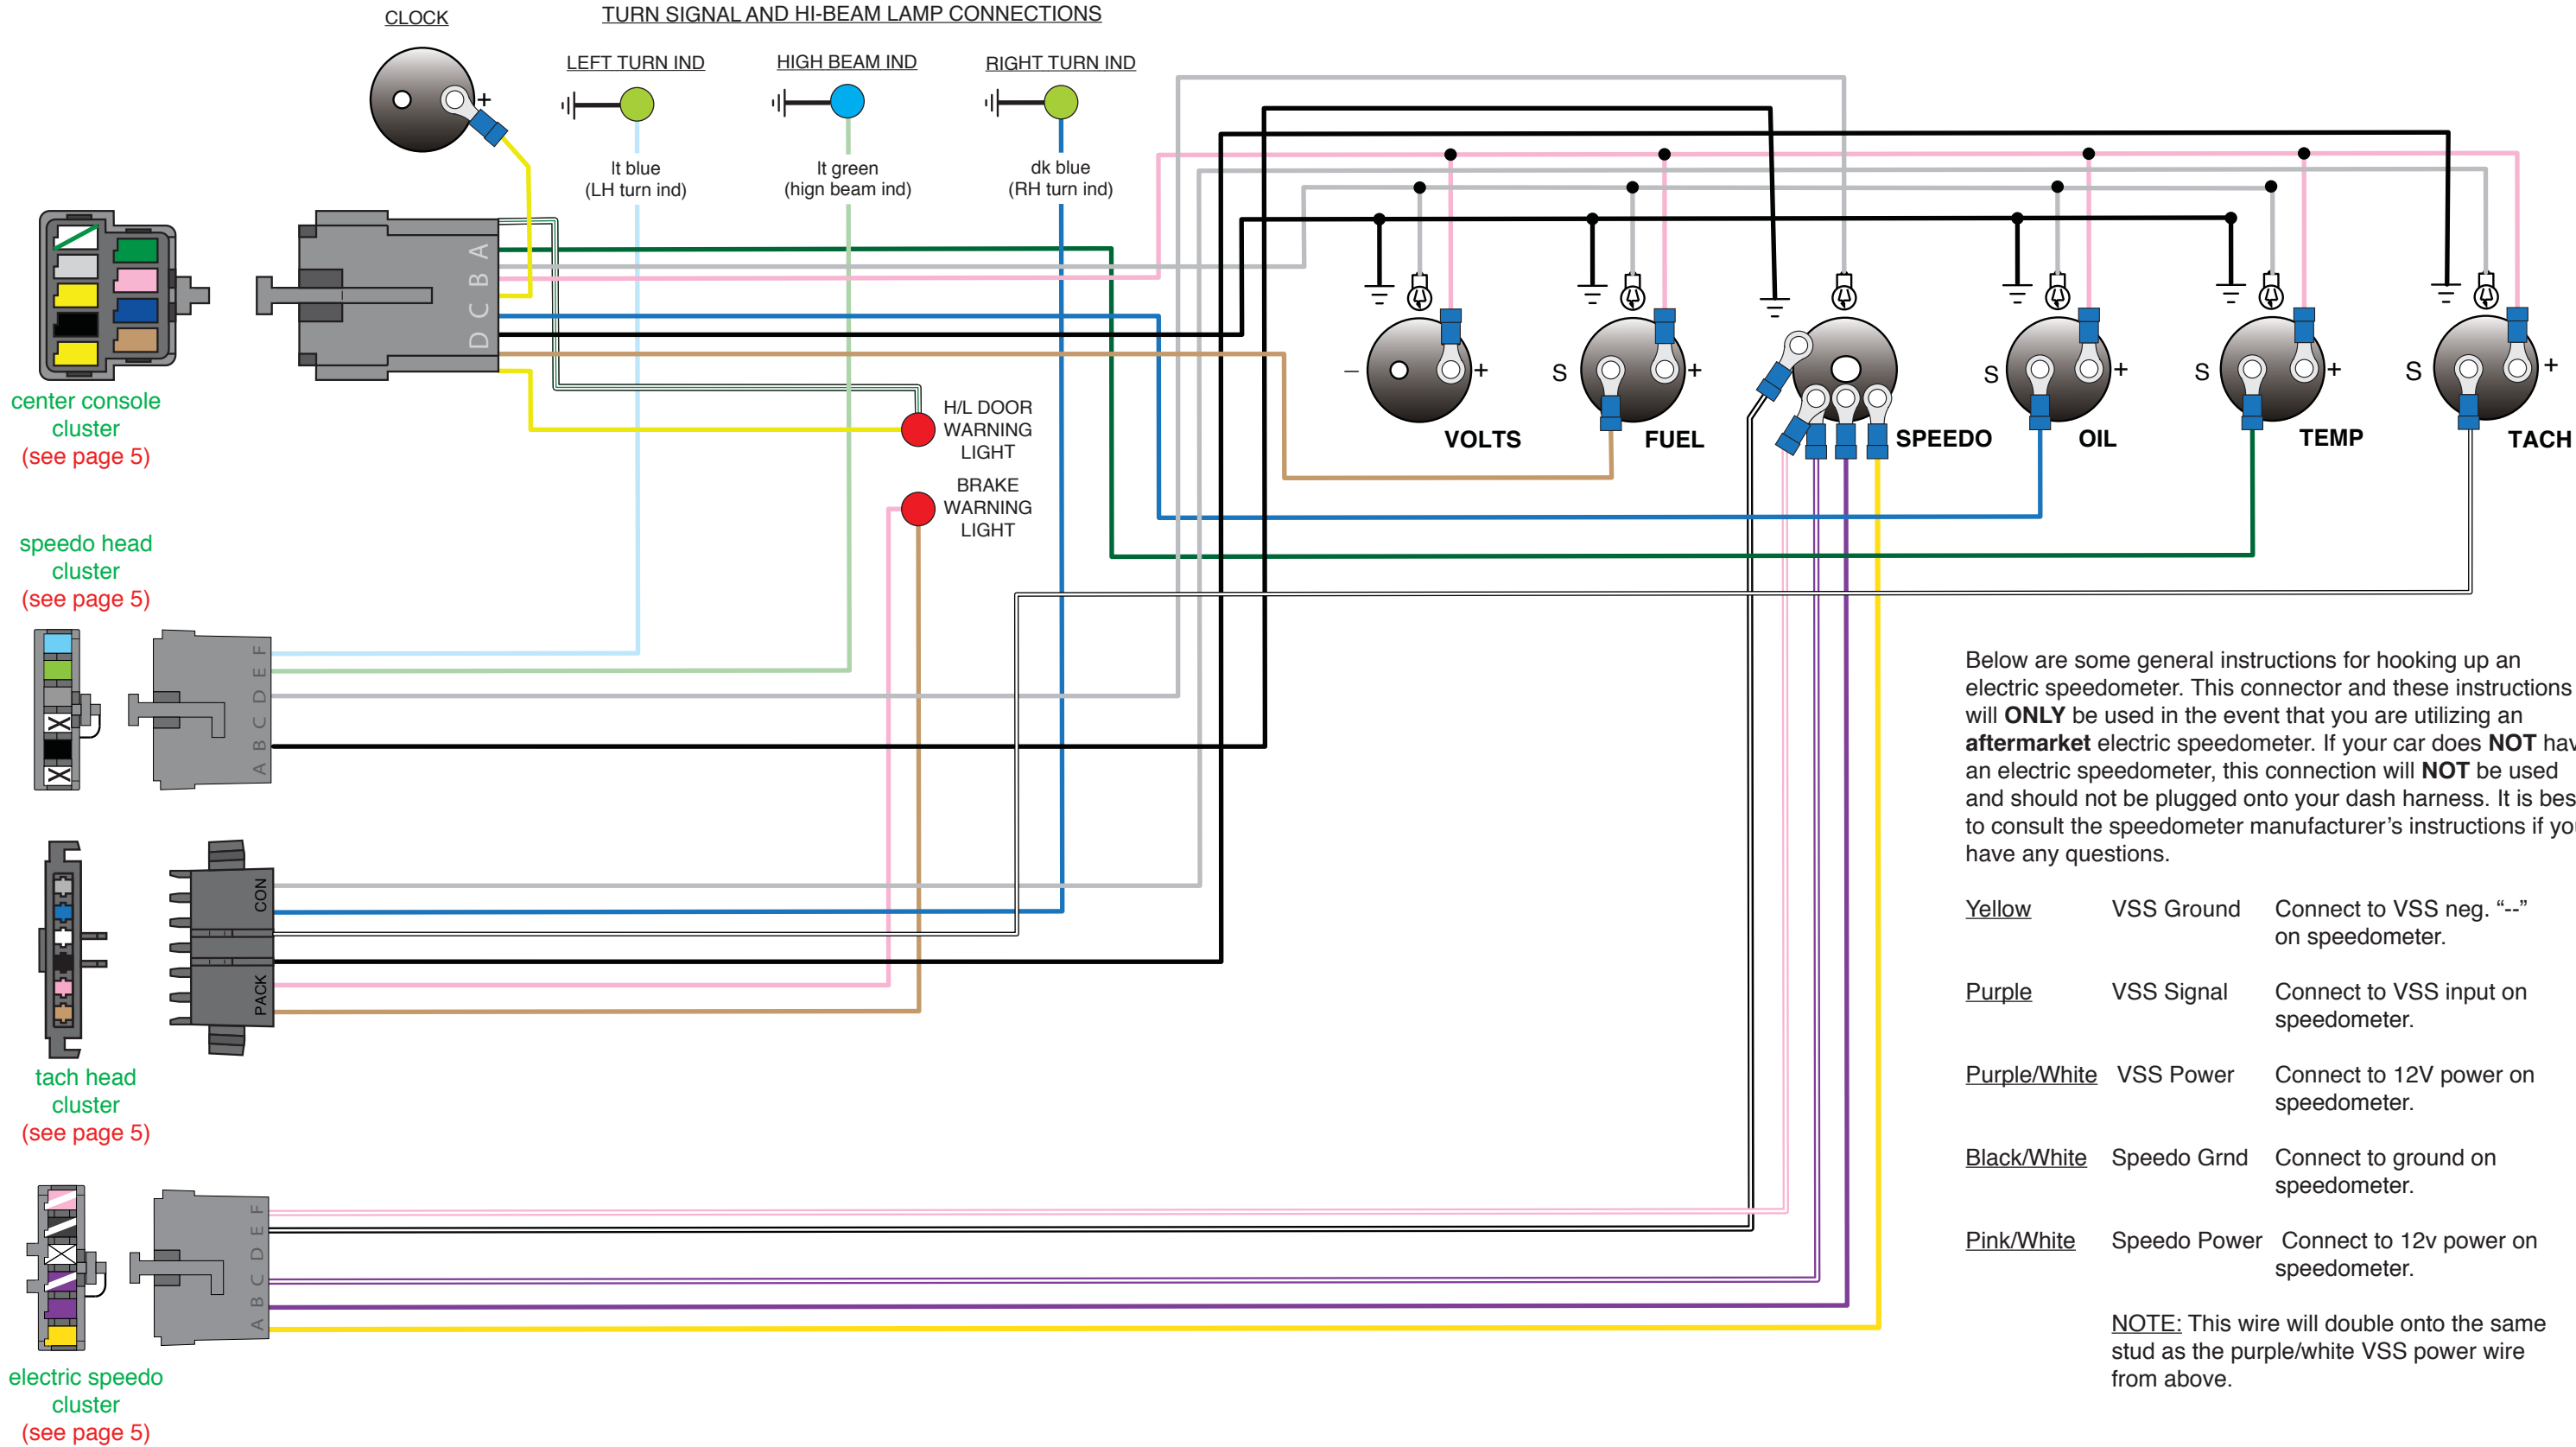 CLOCK
TURN SIGNAL AND HI-BEAM LAMP CONNECTIONS
LEFT TURN IND
HIGH BEAM IND
RIGHT TURN IND
+
lt blue
(LH turn ind)
lt green
(hign beam ind)
dk blue
(RH turn ind)
A
B
C
D
center console
cluster
(see page 5)
H/L DOOR
WARNING
LIGHT
BRAKE
WARNING
LIGHT
– +
VOLTS
S +
FUEL
SPEEDO
S +
OIL
S +
TEMP
S +
TACH
speedo head
cluster
(see page 5)
F
E
D
C
B
A
CON
PACK
tach head
cluster
(see page 5)
F
E
D
C
B
A
electric speedo
cluster
(see page 5)
Below are some general instructions for hooking up an
electric speedometer. This connector and these instructions
will ONLY be used in the event that you are utilizing an
aftermarket electric speedometer. If your car does NOT hav
an electric speedometer, this connection will NOT be used
and should not be plugged onto your dash harness. It is bes
to consult the speedometer manufacturer’s instructions if yo
have any questions.
Yellow VSS Ground Connect to VSS neg. “--”
on speedometer.
Purple VSS Signal Connect to VSS input on
speedometer.
Purple/White VSS Power Connect to 12V power on
speedometer.
Black/White Speedo Grnd Connect to ground on
speedometer.
Pink/White Speedo Power Connect to 12v power on
speedometer.
NOTE: This wire will double onto the same
stud as the purple/white VSS power wire
from above.